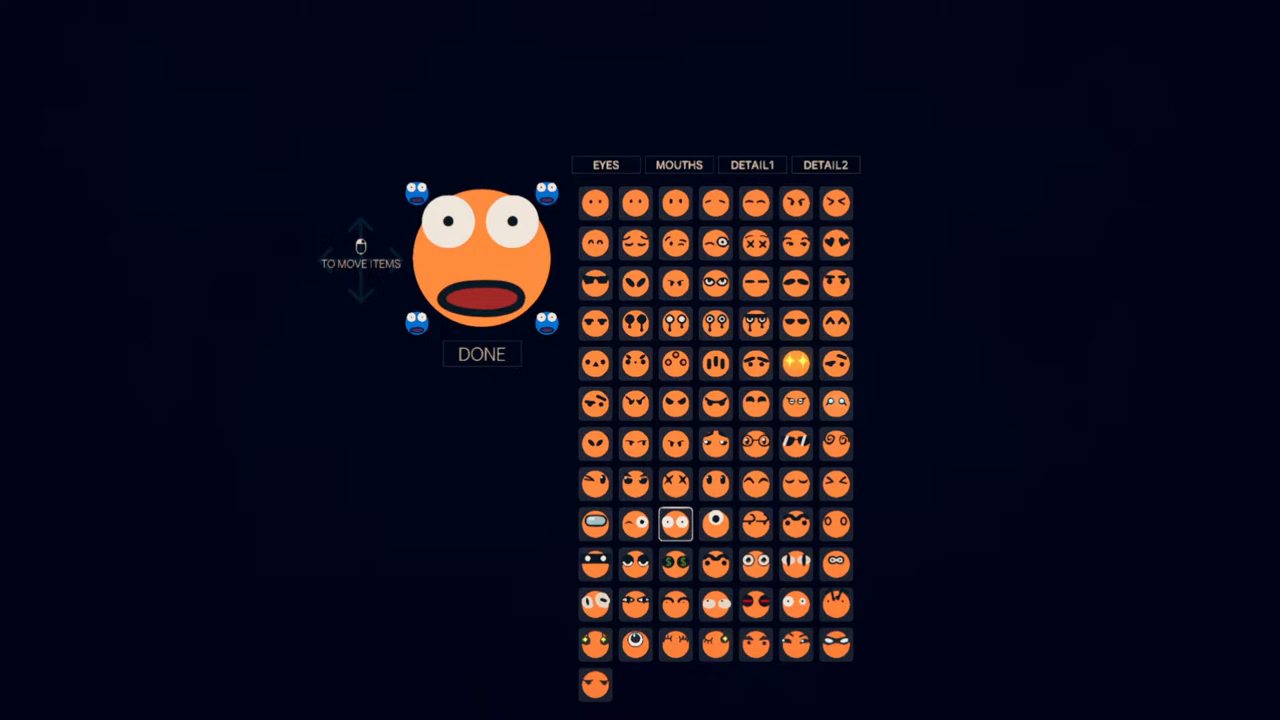 EYES
MOUTHS
DETAIL1
DETAIL2
TO MOVE ITEMS
DONE